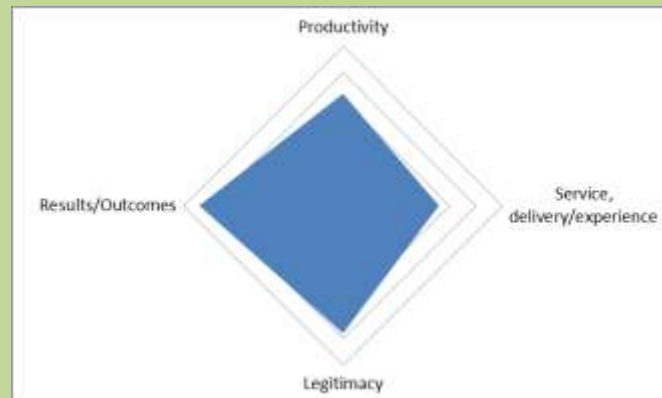 Productivity
Results/Outcomes
Service,
delivery/experience
Legitimacy